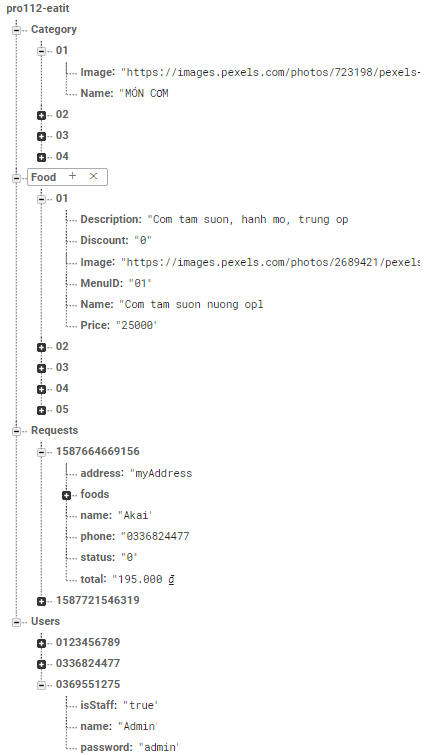 pro112-eatit
Category
01
Image: "https://images.pexels.com/photos/723198/pexels-
Name: "MÓN CƠM
02
03
04
Food + ×
01
Description: "Com tam suon, hanh mo, trung op
Discount: "0"
Image: "https://images.pexels.com/photos/2689421/pexels
MenuID: "01'
Name: "Com tam suon nuong opl
Price: "25000'
02
03
04
05
Requests
1587664669156
address: "myAddress
foods
name: "Akai'
phone: "0336824477
status: "0'
total: "195.000 ₫
1587721546319
Users
0123456789
0336824477
0369551275
isStaff: "true'
name: "Admin'
password: "admin'